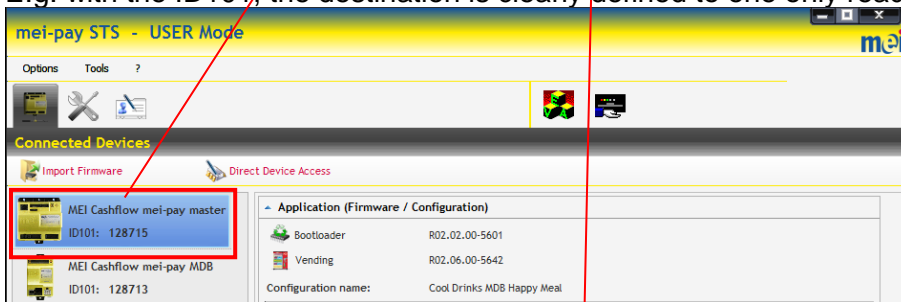 E.g. with the ID101, the destination is clearly defined to one only read
mei-pay STS - USER Mode
mei
Options Tools ?
Connected Devices
Import Firmware Direct Device Access
MEI Cashflow mei-pay master
ID101: 128715
MEI Cashflow mei-pay MDB
ID101: 128713
Application (Firmware / Configuration)
Bootloader R02.02.00-5601
Vending R02.06.00-5642
Configuration name: Cool Drinks MDB Happy Meal